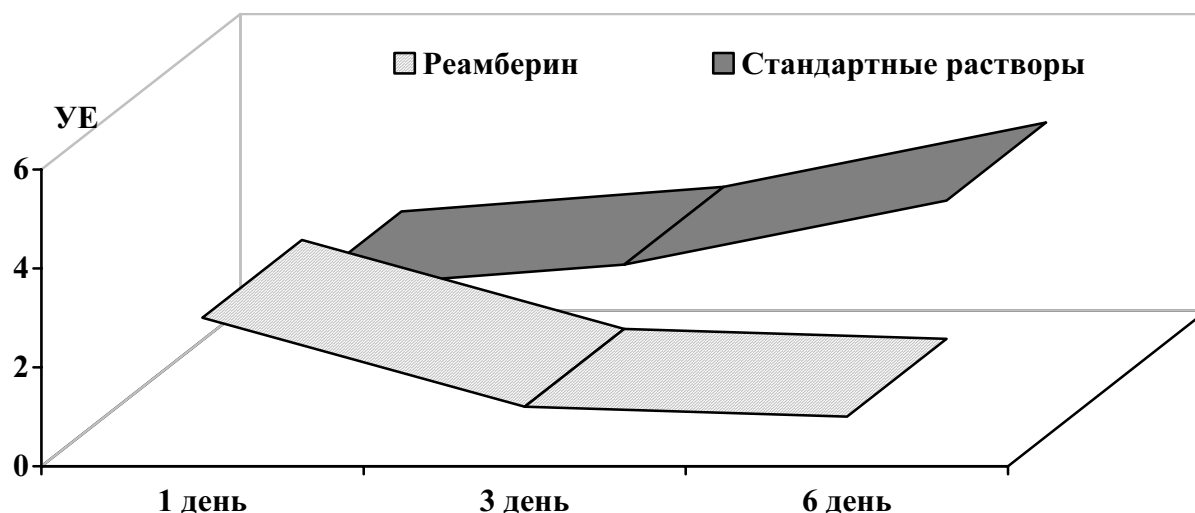 Реамберин
Стандартные растворы
УЕ
6
4
2
0
1 день
3 день
6 день